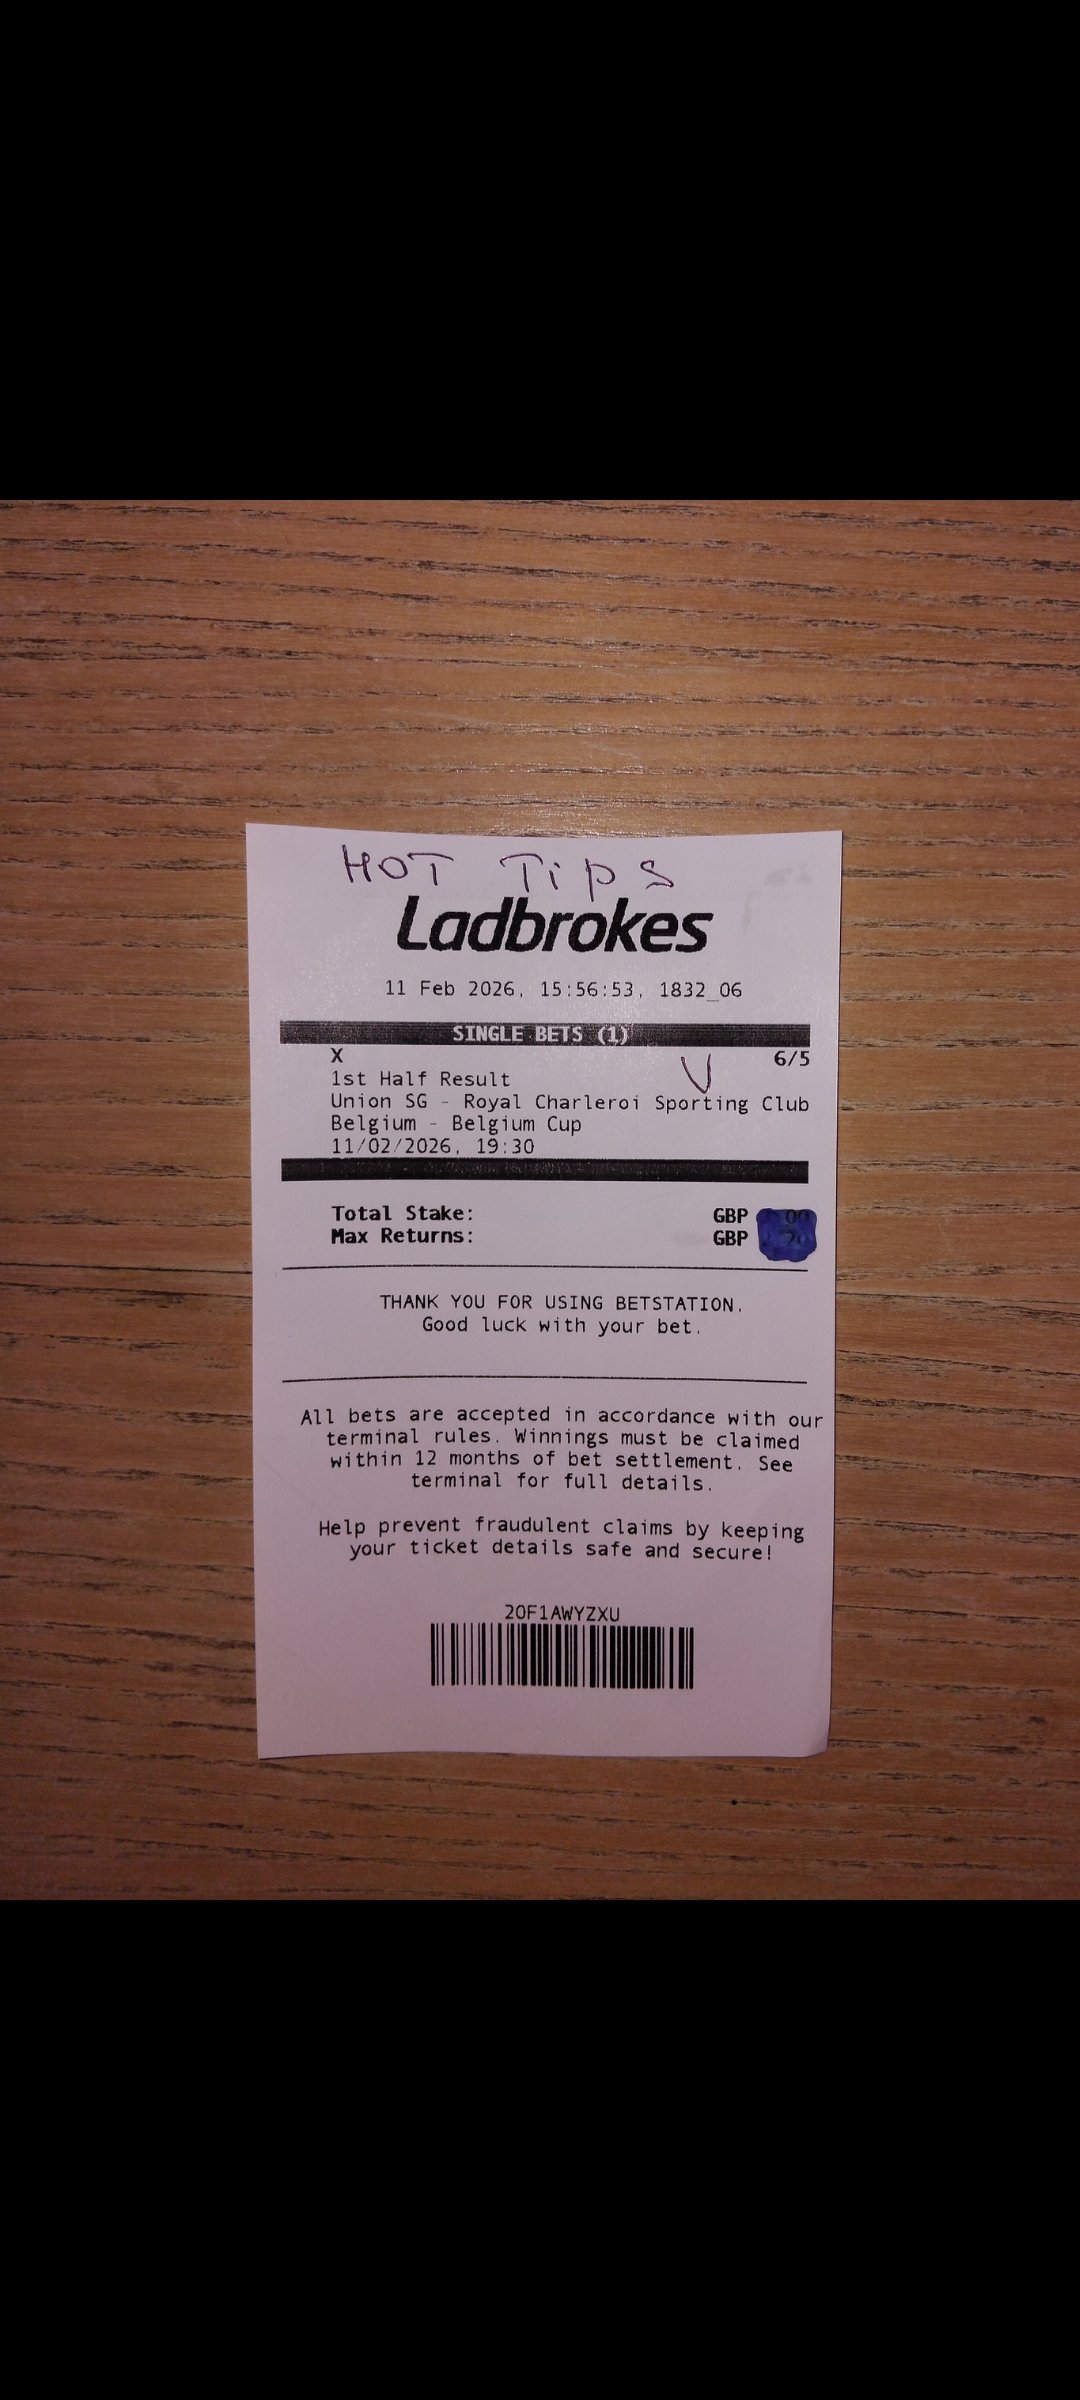 HOT Tips
Ladbrokes
11 Feb 2026, 15:56:53, 1832_06
SINGLE BETS (1)
X V 6/5
1st Half Result
Union SG - Royal Charleroi Sporting Club
Belgium - Belgium Cup
11/02/2026, 19:30
Total Stake: GBP
Max Returns: GBP
THANK YOU FOR USING BETSTATION.
Good luck with your bet.
All bets are accepted in accordance with our
terminal rules. Winnings must be claimed
within 12 months of bet settlement. See
terminal for full details.
Help prevent fraudulent claims by keeping
your ticket details safe and secure!
20F1AWYZXU